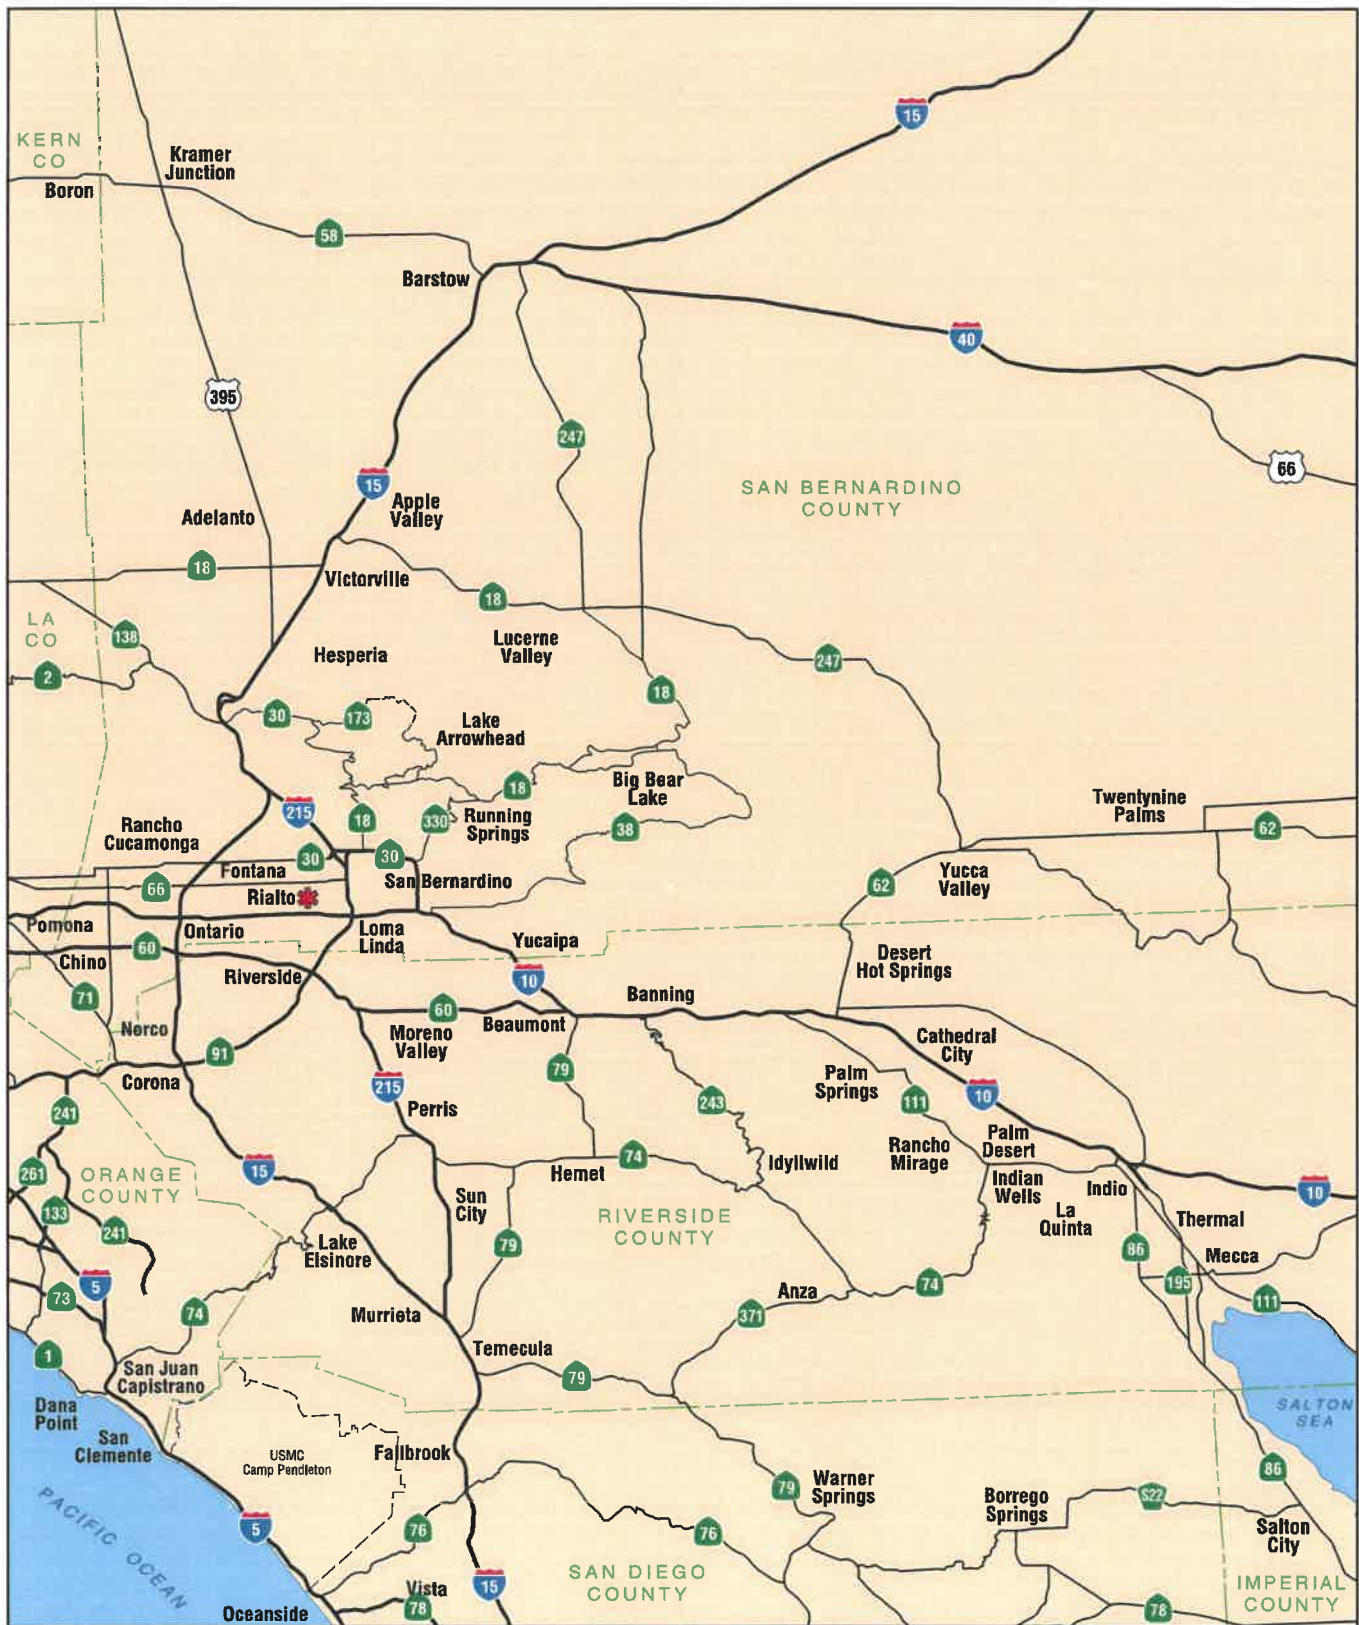 15
KERN
CO
Kramer
Junction
Boron
58
Barstow
40
395
247
66
15
SAN BERNARDINO
COUNTY
Apple
Valley
Adelanto
18
Victorville
18
LA
CO
138
Lucerne
Valley
Hesperia
247
2
18
30
173
Lake
Arrowhead
Big Bear
Lake
18
Twentynine
Palms
215
18
330
Running
Springs
38
62
Rancho
Cucamonga
30
30
Fontana
66
San Bernardino
Yucca
Valley
62
Rialto
Pomona
Ontario
Loma
Linda
Yucaipa
60
Chino
Riverside
Desert
Hot Springs
10
71
Banning
60
Norco
Moreno
Valley
Beaumont
Cathedral
City
91
79
Corona
215
Palm
Springs
10
241
Perris
243
111
Rancho
Mirage
Palm
Desert
74
Idyllwild
261
ORANGE
COUNTY
15
Hemet
Indian
Wells
Indio
10
133
Sun
City
RIVERSIDE
COUNTY
La
Quinta
Thermal
241
Lake
Elsinore
79
86
Mecca
5
195
73
74
Anza
74
111
Murrieta
371
1
Temecula
San Juan
Capistrano
79
Dana
Point
SALTON
SEA
San
Clemente
USMC
Camp Pendleton
Fallbrook
86
79
Warner
Springs
Borrego
Springs
S22
PACIFIC OCEAN
5
76
76
Salton
City
SAN DIEGO
COUNTY
15
IMPERIAL
COUNTY
Vista
78
78
Oceanside